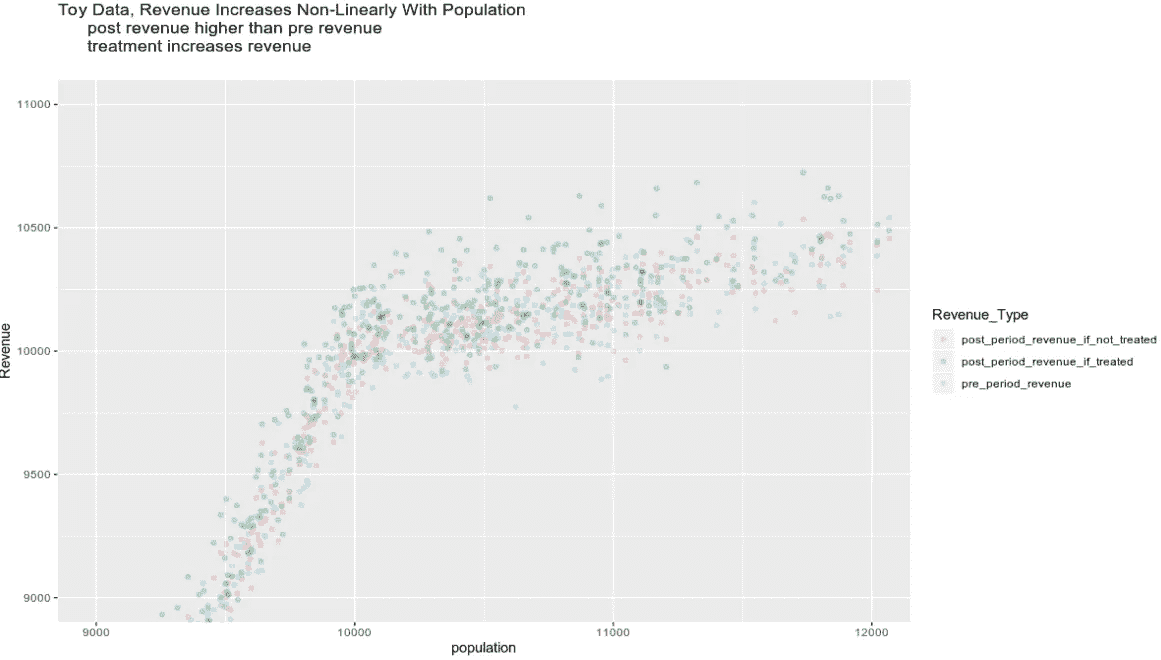 Toy Data, Revenue Increases Non-Linearly With Population
post revenue higher than pre revenue
treatment increases revenue
11000
10500
10000
9500
9000
Revenue
9000
10000
11000
12000
population
Revenue_Type
post_period_revenue_if_not_treated
post_period_revenue_if_treated
pre_period_revenue